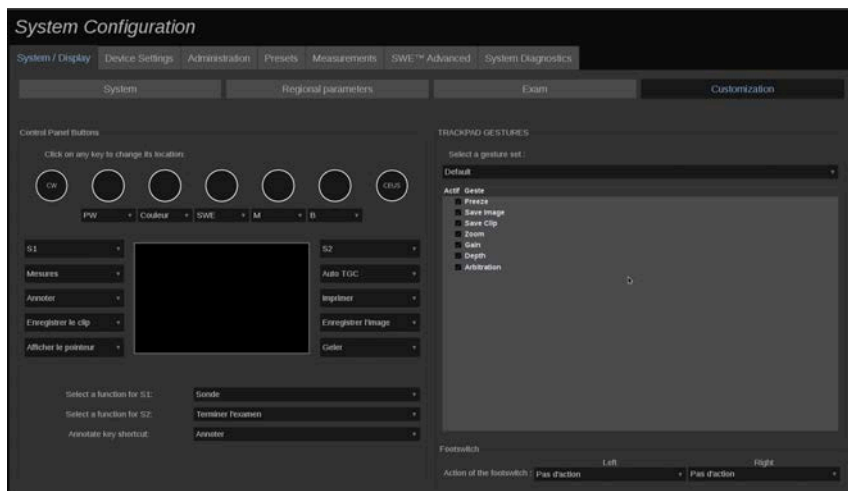 System Configuration
System / Display Device Settings Administration Presets Measurements SWE™ Advanced System Diagnostics
System Regional parameters Exam Customization
Control Panel Buttons
Click on any key to change its location:
CW CEUS
PW Couleur SWE M B
S1 S2
Mesures Auto TGC
Annoter Imprimer
Enregistrer le clip Enregistrer l'image
Afficher le pointeur Geler
Select a function for S1: Sonde
Select a function for S2: Terminer l'examen
Annotate key shortcut: Annoter
TRACKPAD GESTURES
Select a gesture set :
Default
Actif Geste
Preeze
Save Image
Save Clip
Zoom
Gain
Depth
Arbitration
Footswitch
Left Right
Action of the footswitch : Pas d'action Pas d'action